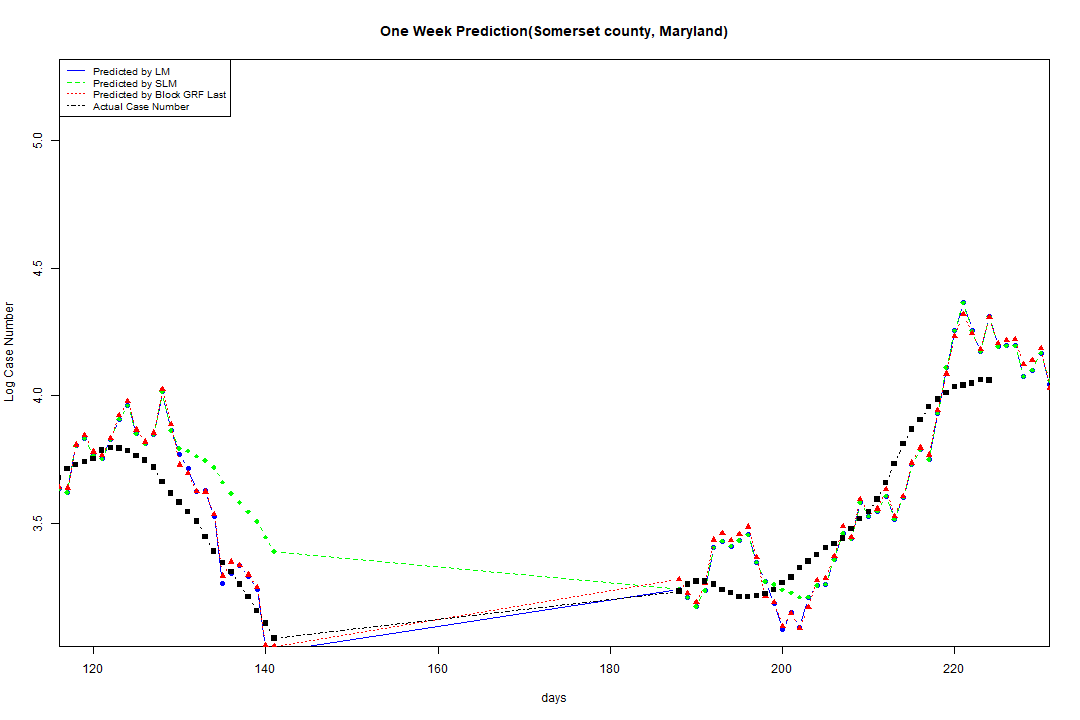 One Week Prediction(Somerset county, Maryland)
Predicted by LM
Predicted by SLM
Predicted by Block GRF Last
Actual Case Number
Log Case Number
5.0
4.5
4.0
3.5
120 140 160 180 200 220
days